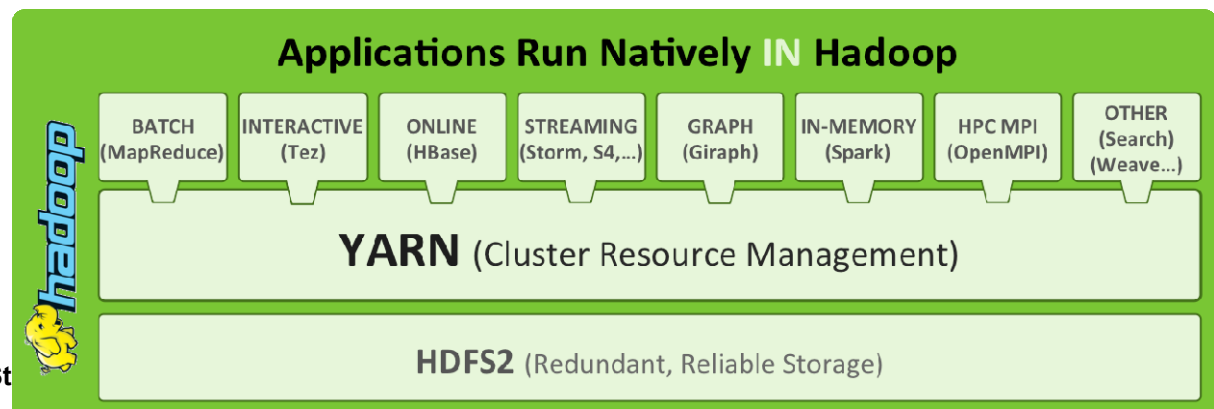 Applications Run Natively IN Hadoop
BATCH
(MapReduce)
INTERACTIVE
(Tez)
ONLINE
(HBase)
STREAMING
(Storm, S4,...)
GRAPH
(Giraph)
IN-MEMORY
(Spark)
HPC MPI
(OpenMPI)
OTHER
(Search)
(Weave...)
hadoop
YARN (Cluster Resource Management)
HDFS2 (Redundant, Reliable Storage)